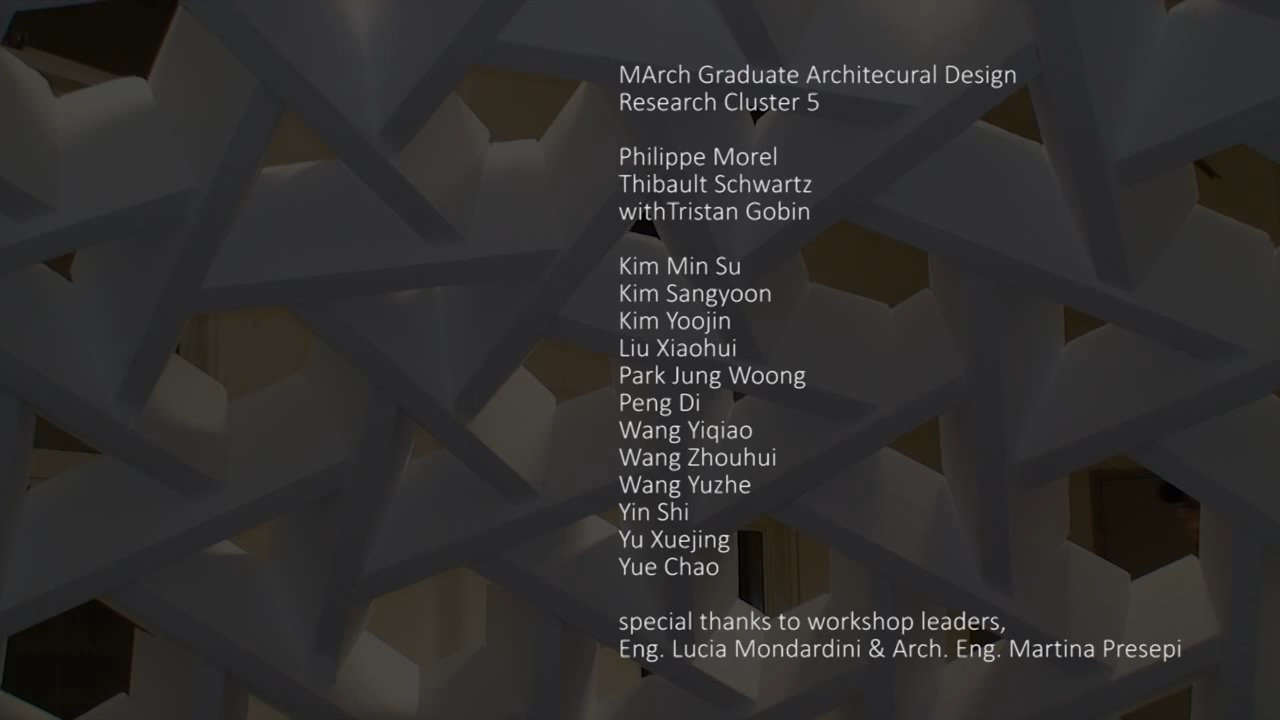 MArch Graduate Architecural Design
Research Cluster 5
Philippe Morel
Thibault Schwartz
withTristan Gobin
Kim Min Su
Kim Sangyoon
Kim Yoojin
Liu Xiaohui
Park Jung Woong
Peng Di
Wang Yiqiao
Wang Zhouhui
Wang Yuzhe
Yin Shi
Yu Xuejing
Yue Chao
special thanks to workshop leaders,
Eng. Lucia Mondardini & Arch. Eng. Martina Presepi